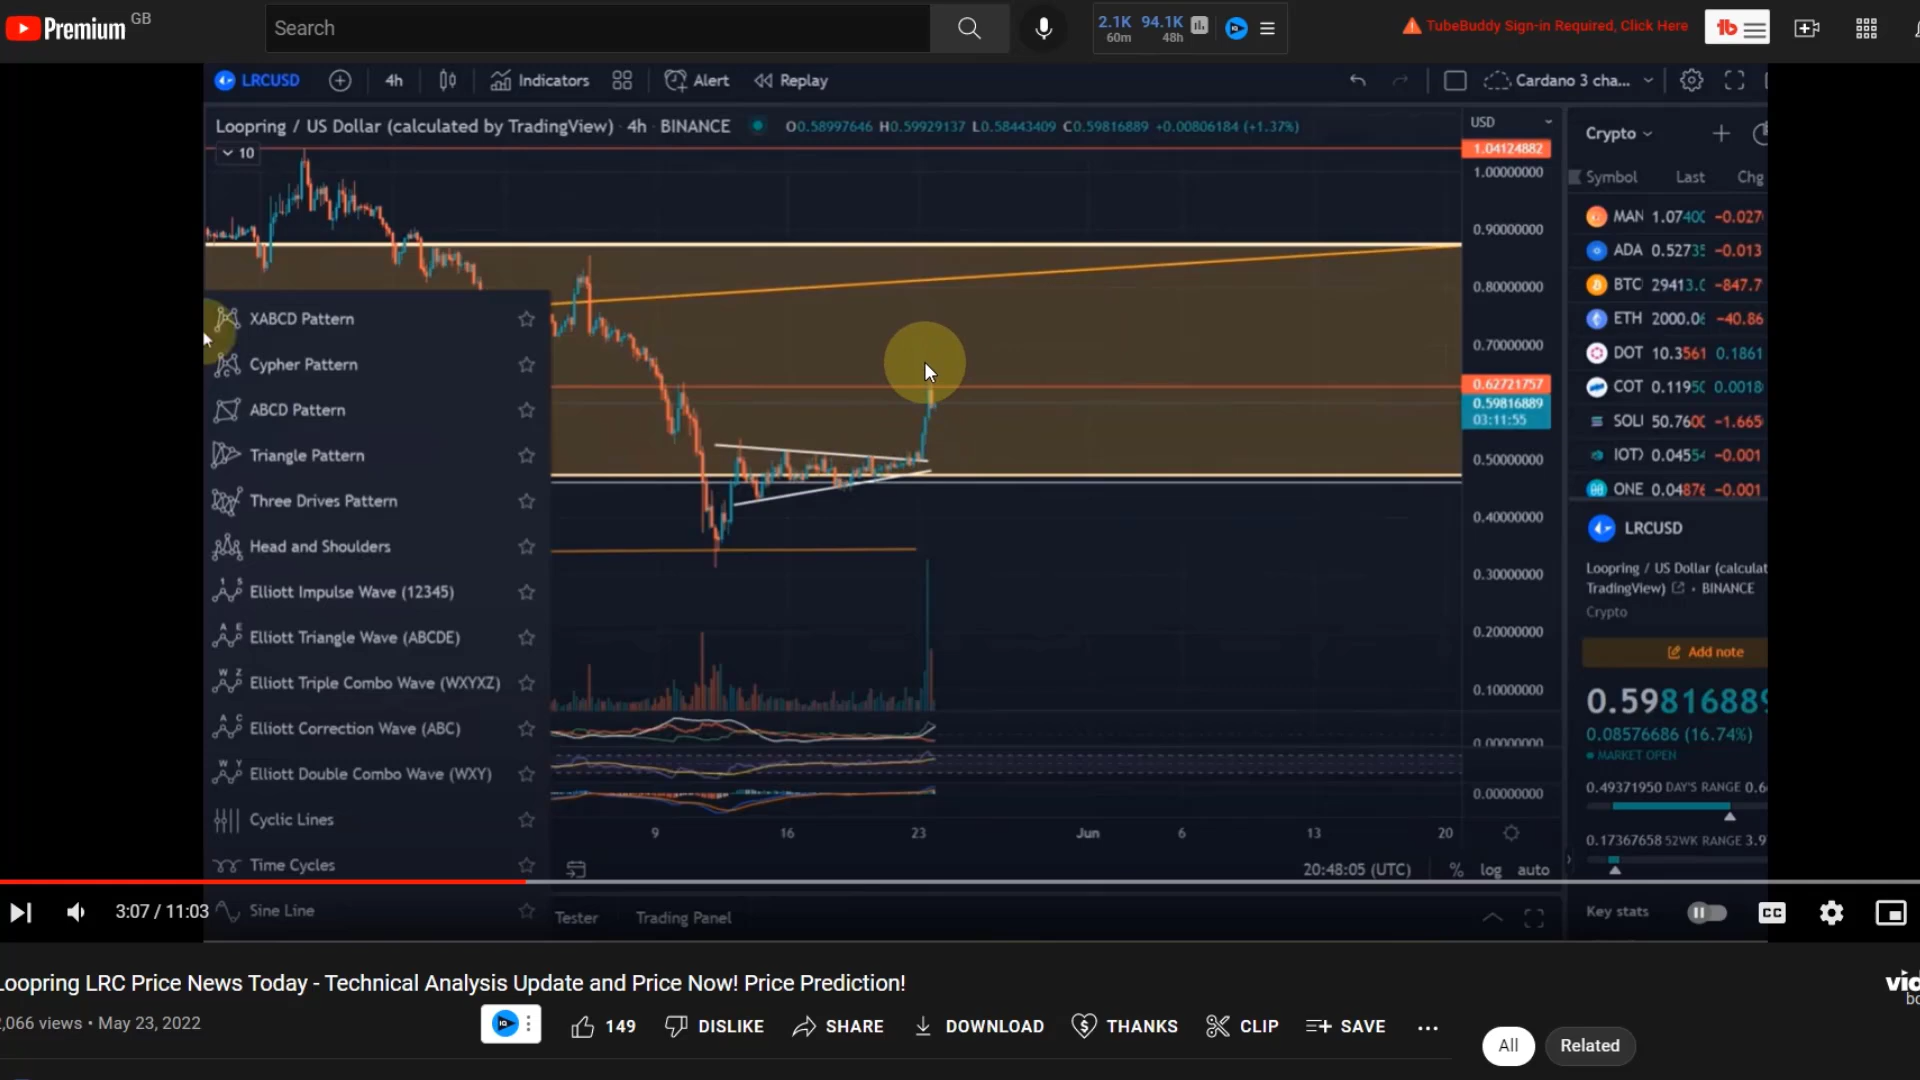 Premium GB
Search
2.1K 94.1K
60m 48h
TubeBuddy Sign-in Required, Click Here
tb
LRCUSD 4h Indicators Alert Replay Cardano 3 cha...
Loopring / US Dollar (calculated by TradingView) · 4h · BINANCE O0.58997646 H0.59929137 L0.58443409 C0.59816889 +0.00806184 (+1.37%)
10
USD
1.04124882
1.00000000
0.90000000
0.80000000
0.70000000
0.62721757
0.59816889
03:11:55
0.50000000
0.40000000
0.30000000
0.20000000
0.10000000
0.00000000
0.00000000
XABCD Pattern
Cypher Pattern
ABCD Pattern
Triangle Pattern
Three Drives Pattern
Head and Shoulders
Elliott Impulse Wave (12345)
Elliott Triangle Wave (ABCDE)
Elliott Triple Combo Wave (WXYXZ)
Elliott Correction Wave (ABC)
Elliott Double Combo Wave (WXY)
Cyclic Lines
Time Cycles
Sine Line
9 16 23 Jun 6 13 20
20:48:05 (UTC) % log auto
Tester Trading Panel
Crypto
Symbol Last Chg
MAN 1.0740 -0.027
ADA 0.52735 -0.013
BTC 29413.0 -847.7
ETH 2000.06 -40.86
DOT 10.3561 0.1861
COT 0.1195 0.0018
SOL 50.760 -1.665
IOT 0.04554 -0.001
ONE 0.04876 -0.001
LRCUSD
Loopring / US Dollar (calculat
TradingView) · BINANCE
Crypto
Add note
0.59816889
0.08576686 (16.74%)
MARKET OPEN
0.49371950 DAY'S RANGE 0.6
0.17367658 52WK RANGE 3.9
Key stats
3:07 / 11:03
CC
Loopring LRC Price News Today - Technical Analysis Update and Price Now! Price Prediction!
,066 views • May 23, 2022
149 DISLIKE SHARE DOWNLOAD THANKS CLIP SAVE
All Related